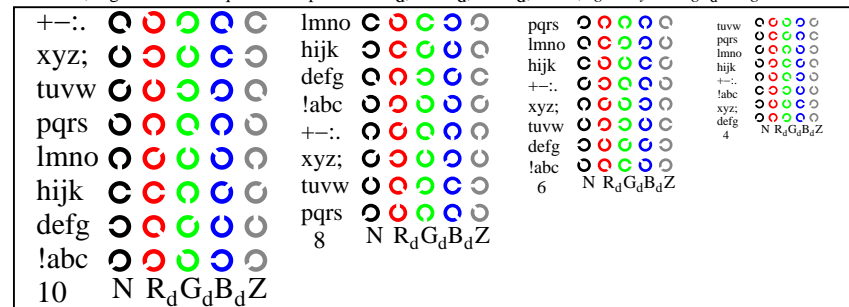 +−:.
xyz;
tuvw
pqrs
lmno
hijk
defg
!abc
10 N RdGdBdZ
lmno
hijk
defg
!abc
+−:.
xyz;
tuvw
pqrs
8 N RdGdBdZ
pqrs
lmno
hijk
+−:.
xyz;
tuvw
defg
!abc
6 N RdGdBdZ
tuvw
pqrs
lmno
hijk
+−:.
!abc
xyz;
defg
4 N RdGdBdZ